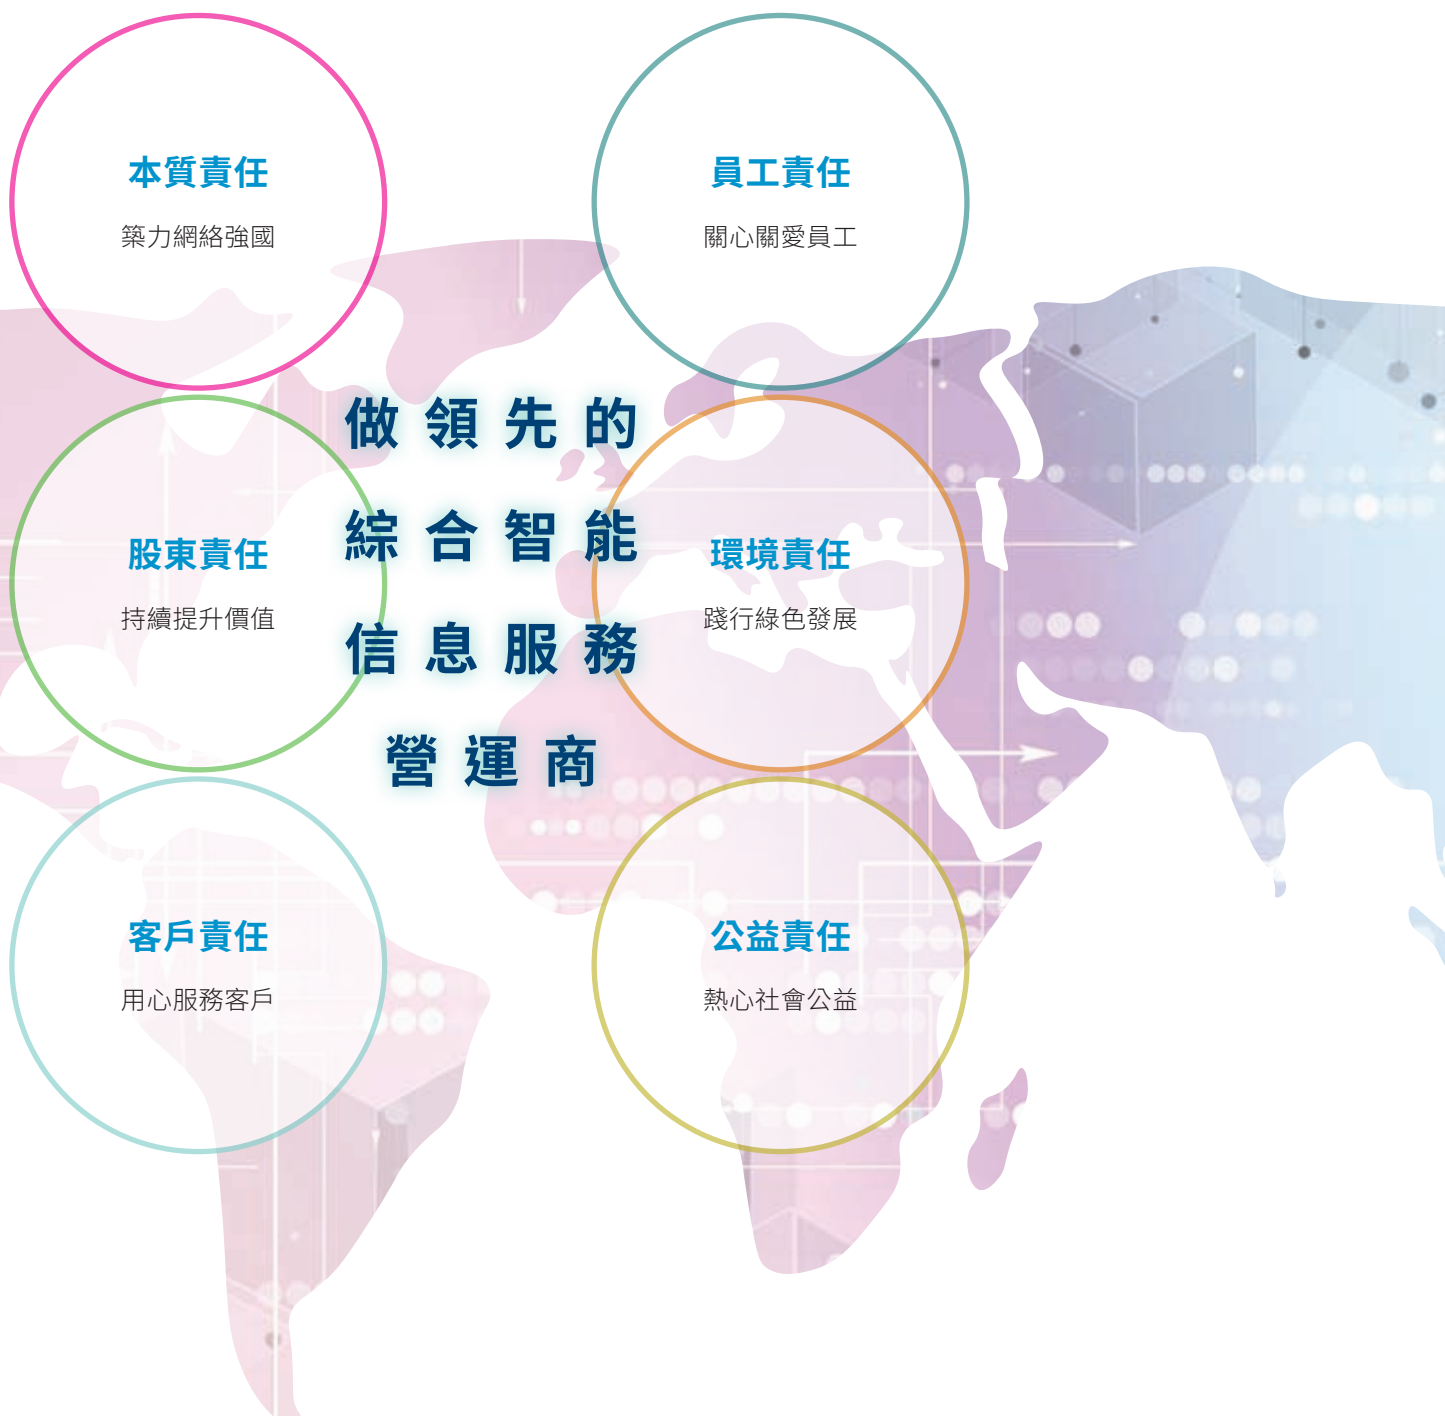 本質責任
築力網絡強國
員工責任
關心關愛員工
做領先的
綜合智能
信息服務
營運商
股東責任
持續提升價值
環境責任
踐行綠色發展
客戶責任
用心服務客戶
公益責任
熱心社會公益